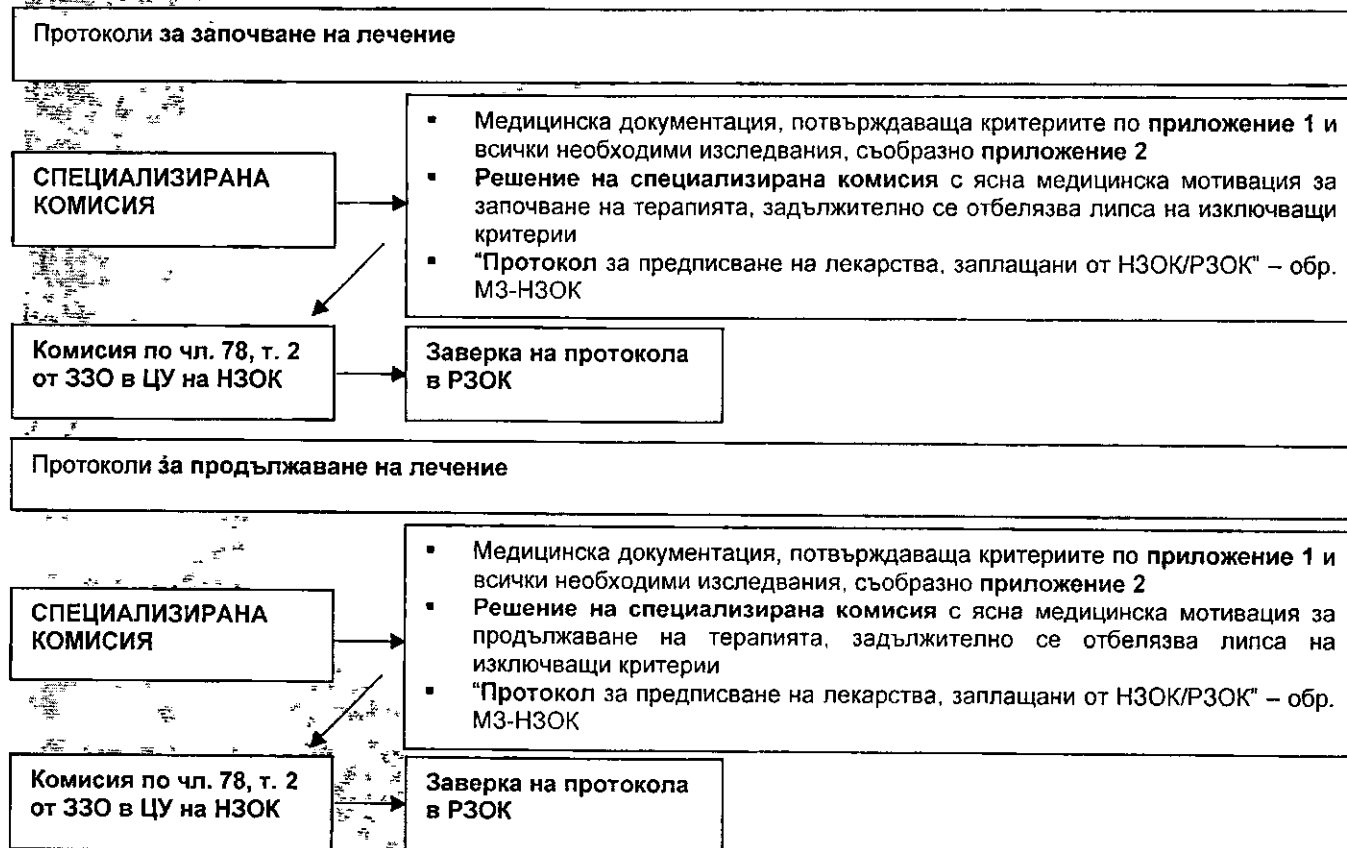 Протоколи за започване на лечение
СПЕЦИАЛИЗИРАНА
КОМИСИЯ
▪ Медицинска документация, потвърждаваща критериите по приложение 1 и
всички необходими изследвания, съобразно приложение 2
▪ Решение на специализирана комисия с ясна медицинска мотивация за
започване на терапията, задължително се отбелязва липса на изключващи
критерии
▪ "Протокол за предписване на лекарства, заплащани от НЗОК/РЗОК" – обр.
МЗ-НЗОК
Комисия по чл. 78, т. 2
от ЗЗО в ЦУ на НЗОК
Заверка на протокола
в РЗОК
Протоколи за продължаване на лечение
СПЕЦИАЛИЗИРАНА
КОМИСИЯ
▪ Медицинска документация, потвърждаваща критериите по приложение 1 и
всички необходими изследвания, съобразно приложение 2
▪ Решение на специализирана комисия с ясна медицинска мотивация за
продължаване на терапията, задължително се отбелязва липса на
изключващи критерии
▪ "Протокол за предписване на лекарства, заплащани от НЗОК/РЗОК" – обр.
МЗ-НЗОК
Комисия по чл. 78, т. 2
от ЗЗО в ЦУ на НЗОК
Заверка на протокола
в РЗОК